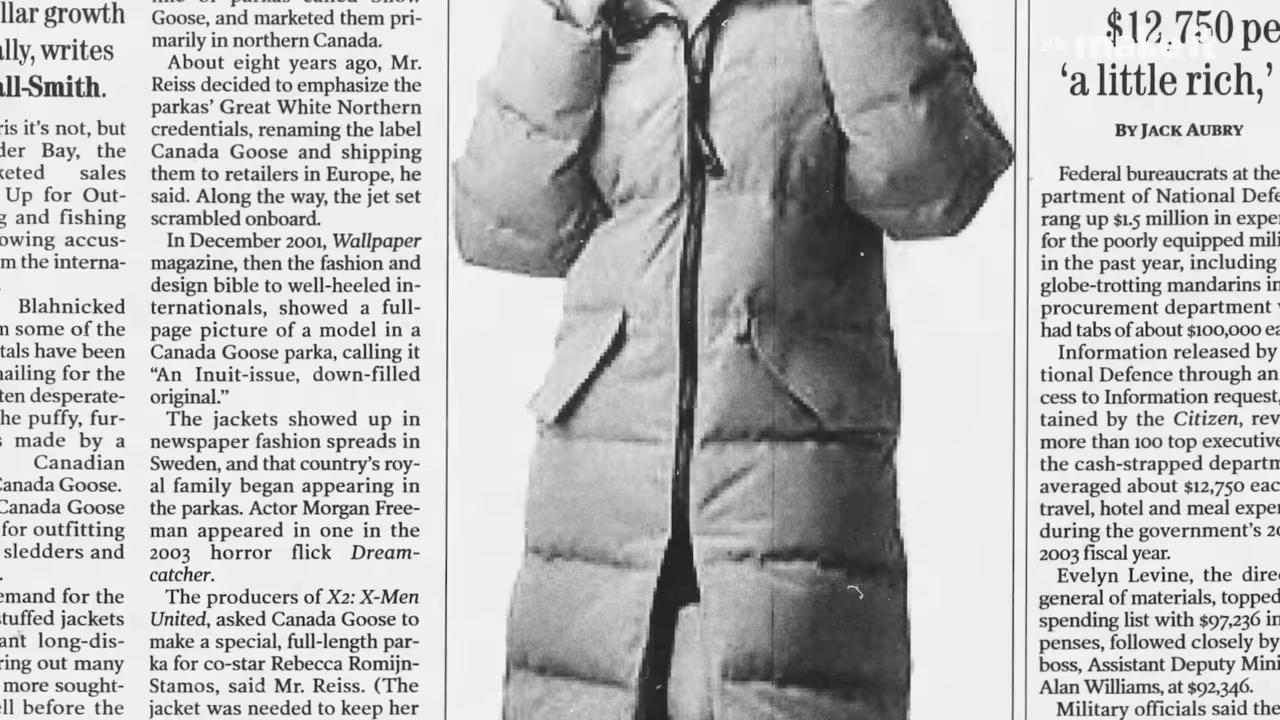 llar growth
ally, writes
all-Smith.
ris it's not, but
der Bay, the
keted sales
Up for Out-
g and fishing
owing accus-
m the interna-
Blahnicked
m some of the
tals have been
nailing for the
ten desperate-
he puffy, fur-
s made by a
Canadian
Canada Goose.
Canada Goose
for outfitting
sledders and
emand for the
stuffed jackets
ant long-dis-
ring out many
more sought-
ell before the
Goose, and marketed them pri-
marily in northern Canada.
About eight years ago, Mr.
Reiss decided to emphasize the
parkas' Great White Northern
credentials, renaming the label
Canada Goose and shipping
them to retailers in Europe, he
said. Along the way, the jet set
scrambled onboard.
In December 2001, Wallpaper
magazine, then the fashion and
design bible to well-heeled in-
ternationals, showed a full-
page picture of a model in a
Canada Goose parka, calling it
"An Inuit-issue, down-filled
original."
The jackets showed up in
newspaper fashion spreads in
Sweden, and that country's roy-
al family began appearing in
the parkas. Actor Morgan Free-
man appeared in one in the
2003 horror flick Dream-
catcher.
The producers of X2: X-Men
United, asked Canada Goose to
make a special, full-length par-
ka for co-star Rebecca Romijn-
Stamos, said Mr. Reiss. (The
jacket was needed to keep her
$12,750 pe
make it
'a little rich,'
BY JACK AUBRY
Federal bureaucrats at the
partment of National Defe
rang up $1.5 million in expe
for the poorly equipped mili
in the past year, including
globe-trotting mandarins in
procurement department
had tabs of about $100,000 ea
Information released by
tional Defence through an
cess to Information request,
tained by the Citizen, rev
more than 100 top executive
the cash-strapped departm
averaged about $12,750 eac
travel, hotel and meal expe
during the government's 20
2003 fiscal year.
Evelyn Levine, the direc
general of materials, topped
spending list with $97,236 in
penses, followed closely by
boss, Assistant Deputy Mini
Alan Williams, at $92,346.
Military officials said the